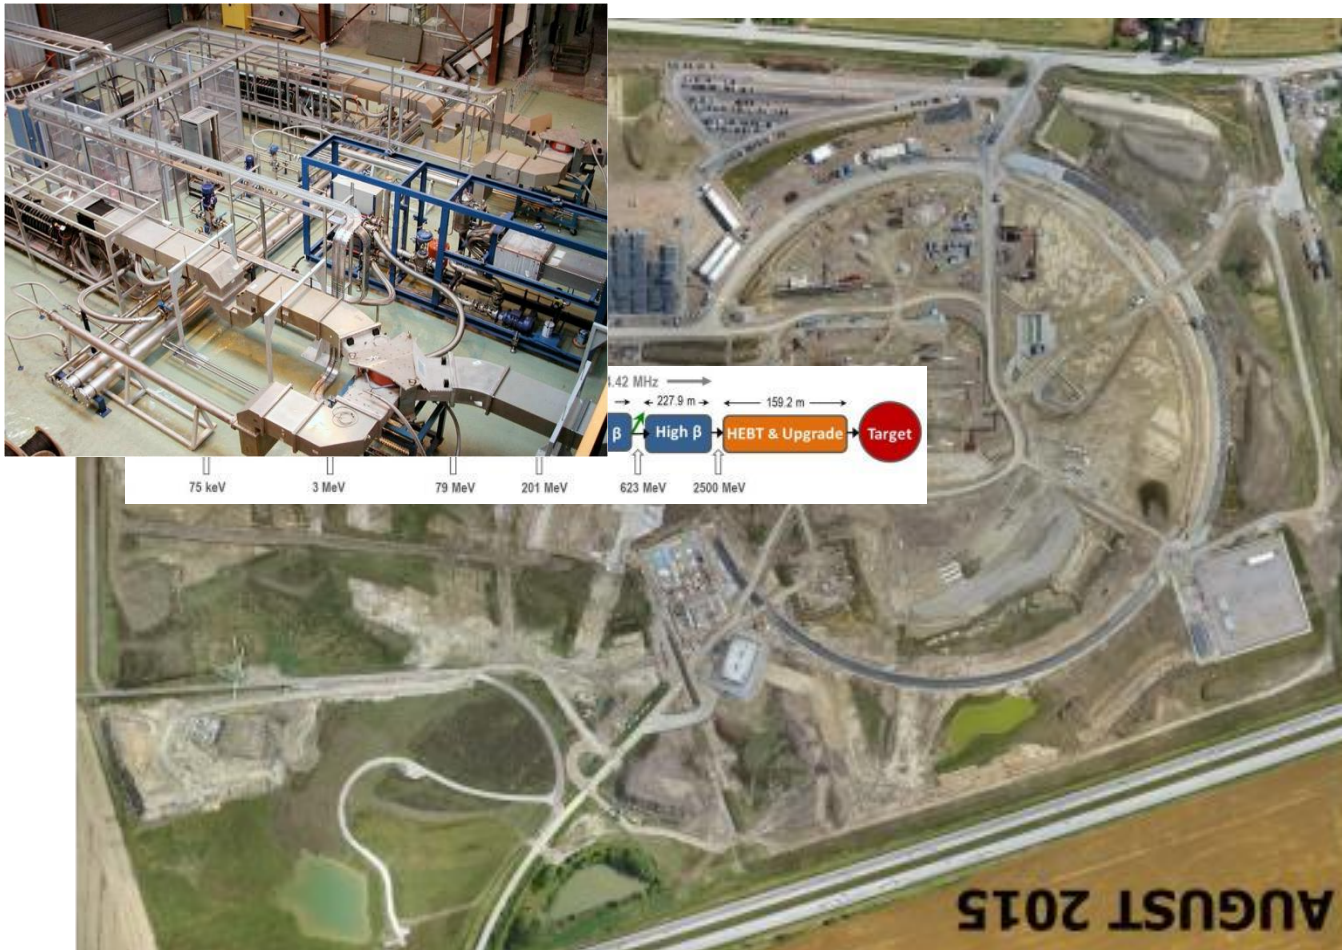 4.42 MHz
227.9 m 159.2 m
β High β HEBT & Upgrade Target
75 keV 3 MeV 79 MeV 201 MeV 623 MeV 2500 MeV
AUGUST 2015